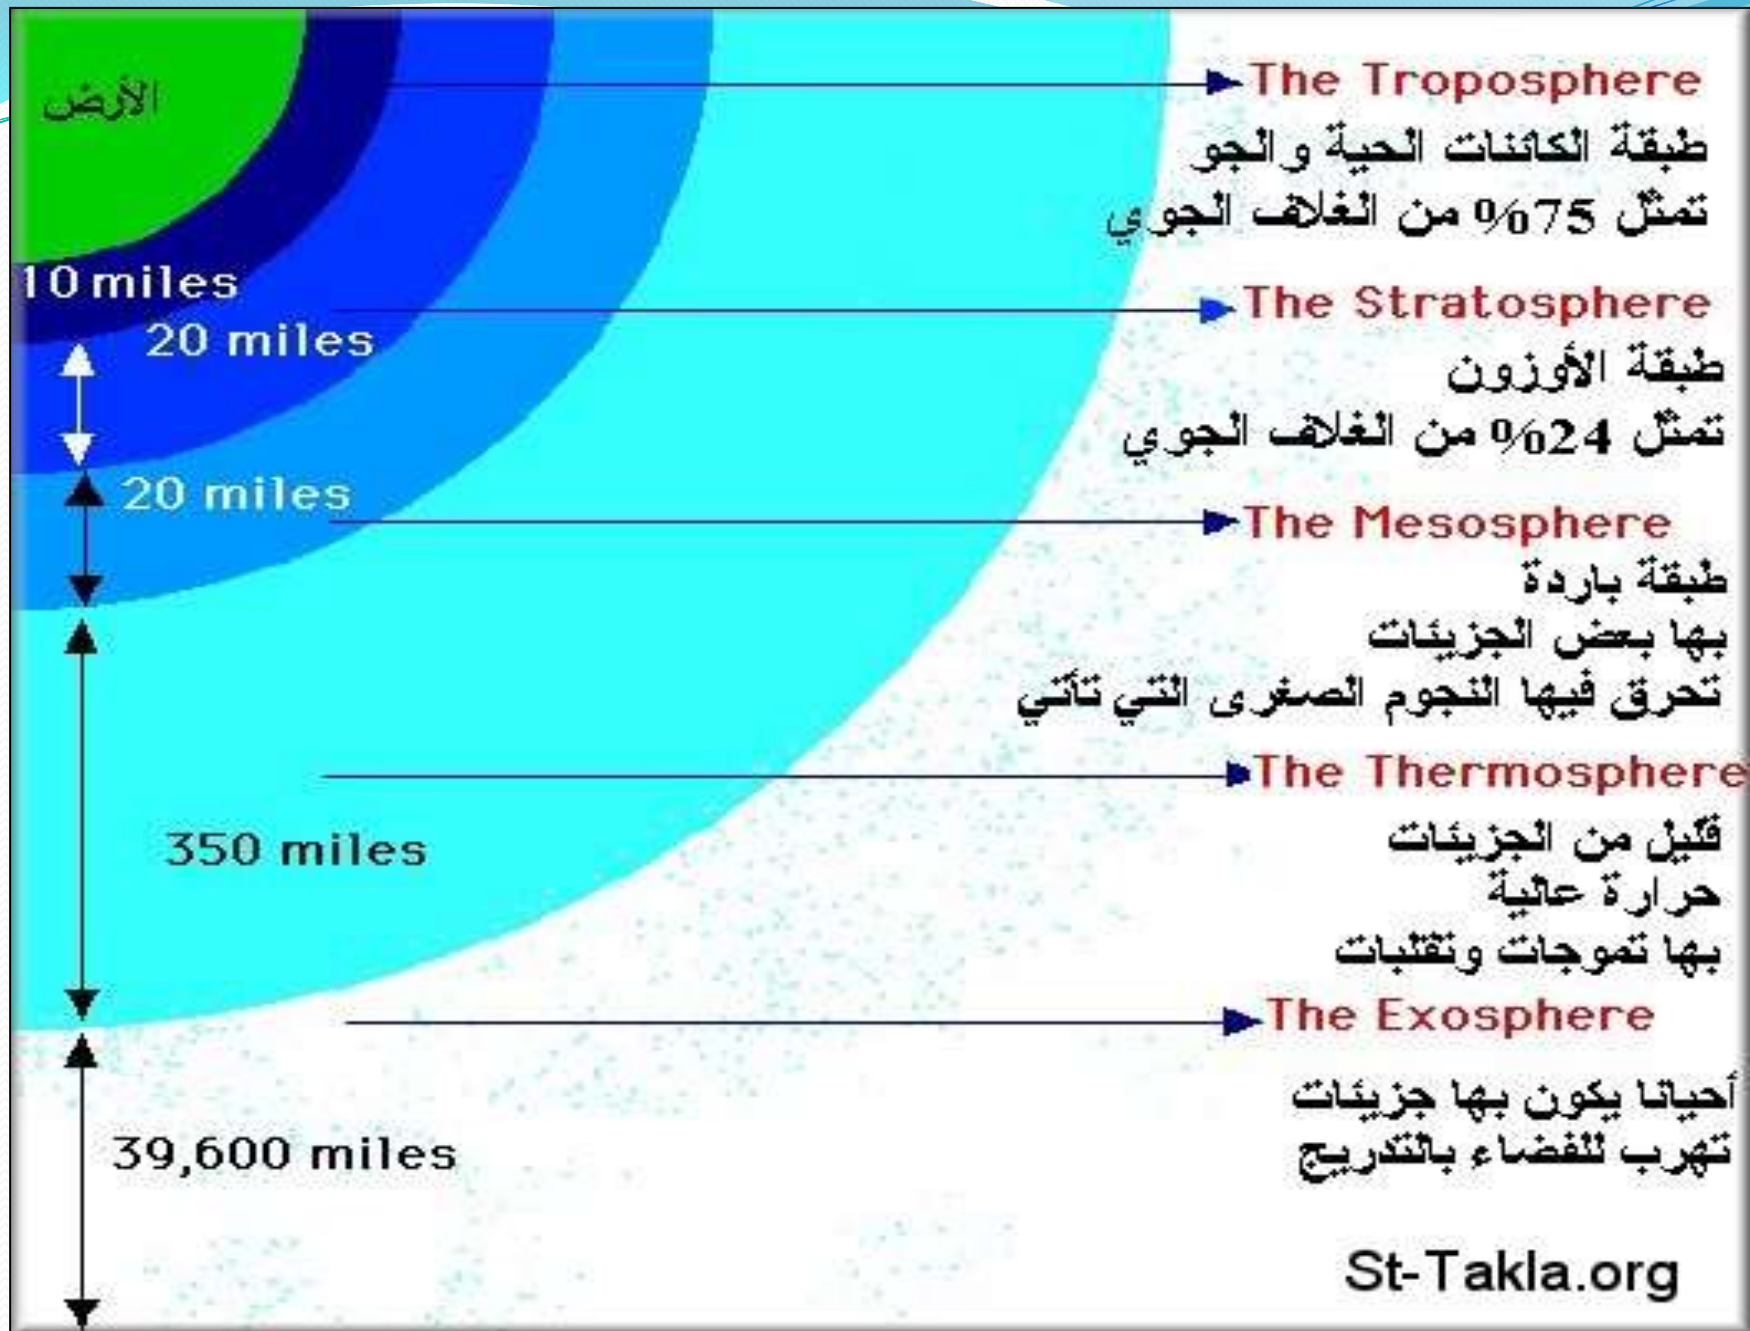 الأرض
The Troposphere
طبقة الكائنات الحية والجو
تمثل 75% من الغلاف الجوي
10 miles
The Stratosphere
20 miles
طبقة الأوزون
تمثل 24% من الغلاف الجوي
20 miles
The Mesosphere
طبقة باردة
بها بعض الجزيئات
تحرق فيها النجوم الصغرى التي تأتي
The Thermosphere
350 miles
قليل من الجزيئات
حرارة عالية
بها تموجات وتقلبات
The Exosphere
أحيانا يكون بها جزيئات
تهرب للفضاء بالتدريج
39,600 miles
St-Takla.org